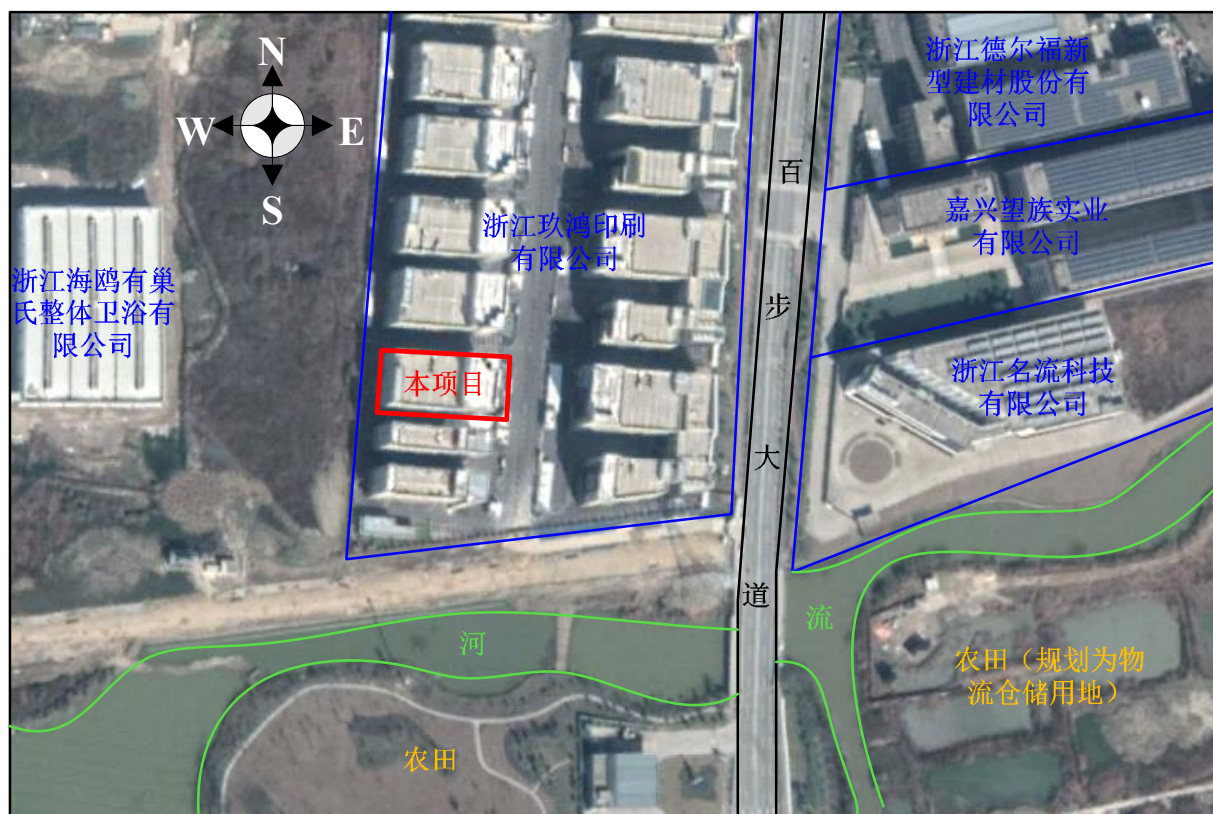 N
W
E
S
浙江德尔福新
型建材股份有
限公司
百
嘉兴望族实业
有限公司
浙江玖鸿印刷
有限公司
浙江海鸥有巢
氏整体卫浴有
限公司
步
本项目
浙江名流科技
有限公司
大
道
河
流
农田（规划为物
流仓储用地）
农田